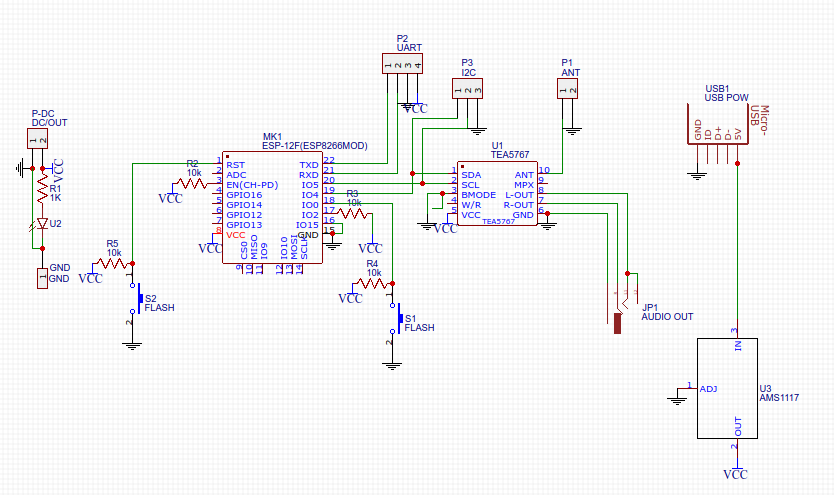 P2
UART
1 2 3 4
VCC
P3
I2C
1 2 3
P1
ANT
1 2
USB1
USB POW
Micro-
USB
GND
ID
D+
D-
5V
P-DC
DC/OUT
1 2
VCC
R1
1K
U2
GND
GND
1
MK1
ESP-12F(ESP8266MOD)
1 RST TXD 22
2 ADC RXD 21
3 EN(CH-PD) IO5 20
4 GPIO16 IO4 19
5 GPIO14 IO0 18
6 GPIO12 IO2 17
7 GPIO13 IO15 16
8 VCC GND 15
CS0
MISO
IO9
IO10
MOSI
SCLK
9 10 11 12 13 14
R2
10k
VCC
VCC
R3
10k
VCC
U1
TEA5767
1 SDA ANT 10
2 SCL MPX 9
3 BMODE L-OUT 8
4 W/R R-OUT 7
5 VCC GND 6
TEA5767
VCC
R5
10k
VCC
1
S2
FLASH
2
R4
10k
VCC
1
S1
FLASH
2
JP1
AUDIO OUT
3
IN
1 ADJ
U3
AMS1117
OUT
2
VCC